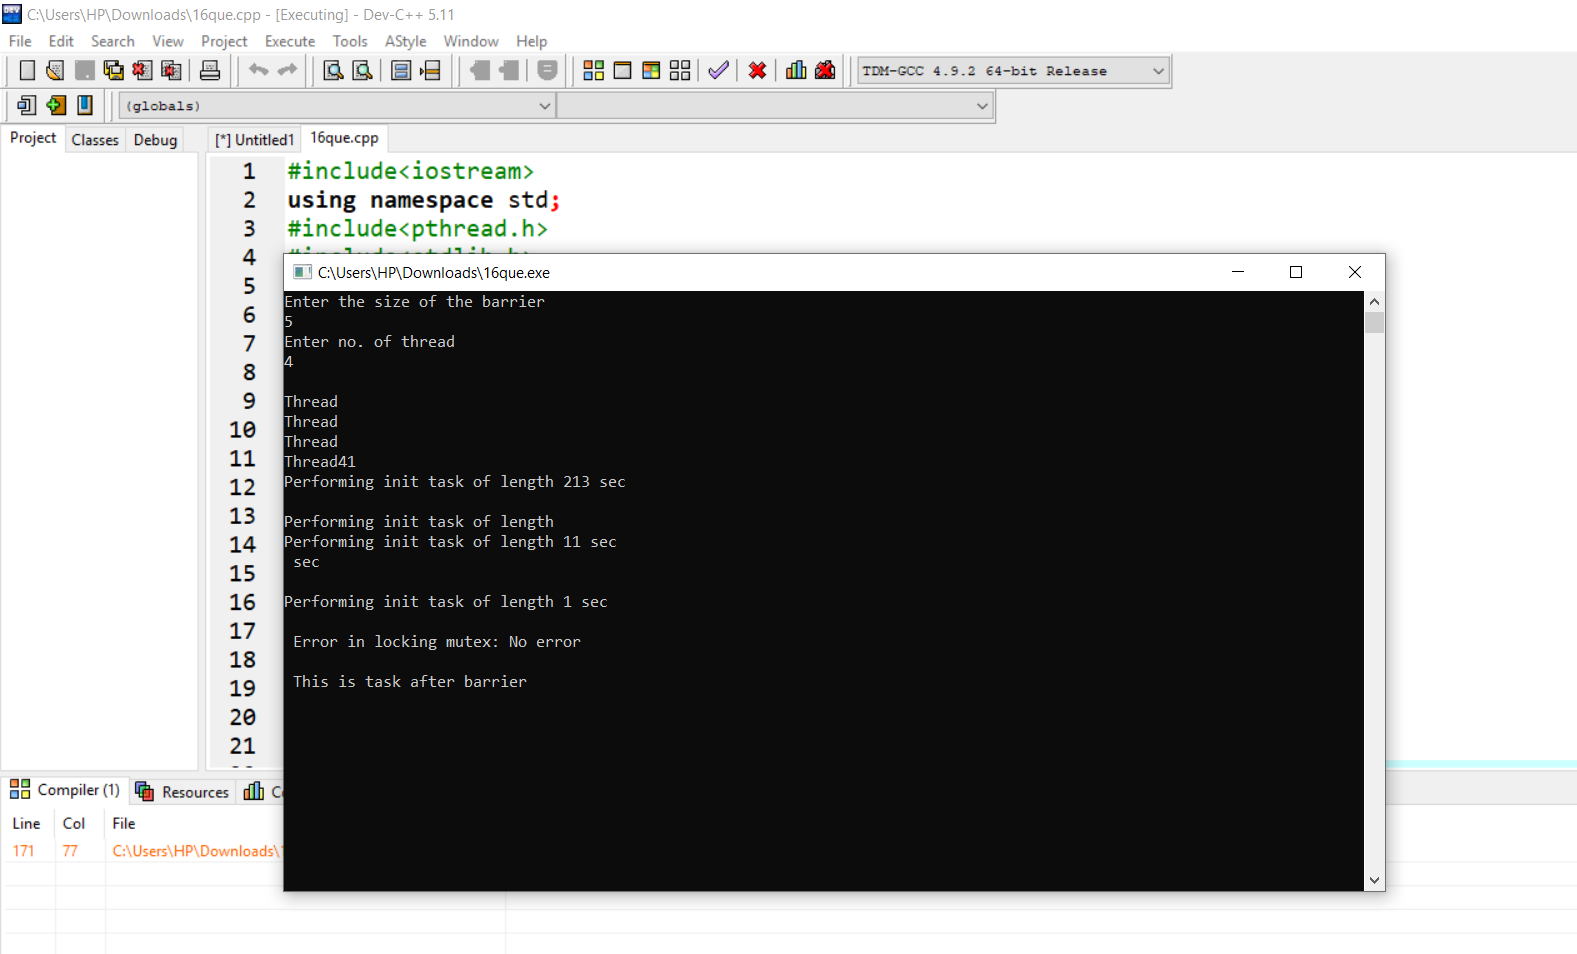 C:\Users\HP\Downloads\16que.cpp - [Executing] - Dev-C++ 5.11
File Edit Search View Project Execute Tools AStyle Window Help
TDM-GCC 4.9.2 64-bit Release
(globals)
Project Classes Debug [*] Untitled1 16que.cpp
1 #include<iostream>
2 using namespace std;
3 #include<pthread.h>
4
5
6
7
8
9
10
11
12
13
14
15
16
17
18
19
20
21
C:\Users\HP\Downloads\16que.exe
Enter the size of the barrier
5
Enter no. of thread
4
Thread
Thread
Thread
Thread41
Performing init task of length 213 sec
Performing init task of length
Performing init task of length 11 sec
sec
Performing init task of length 1 sec
Error in locking mutex: No error
This is task after barrier
Compiler (1) Resources
Line Col File
171 77 C:\Users\HP\Downloads\